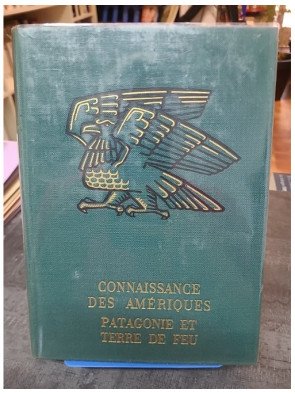 CONNAISSANCE
DES AMÉRIQUES
PATAGONIE ET
TERRE DE FEU